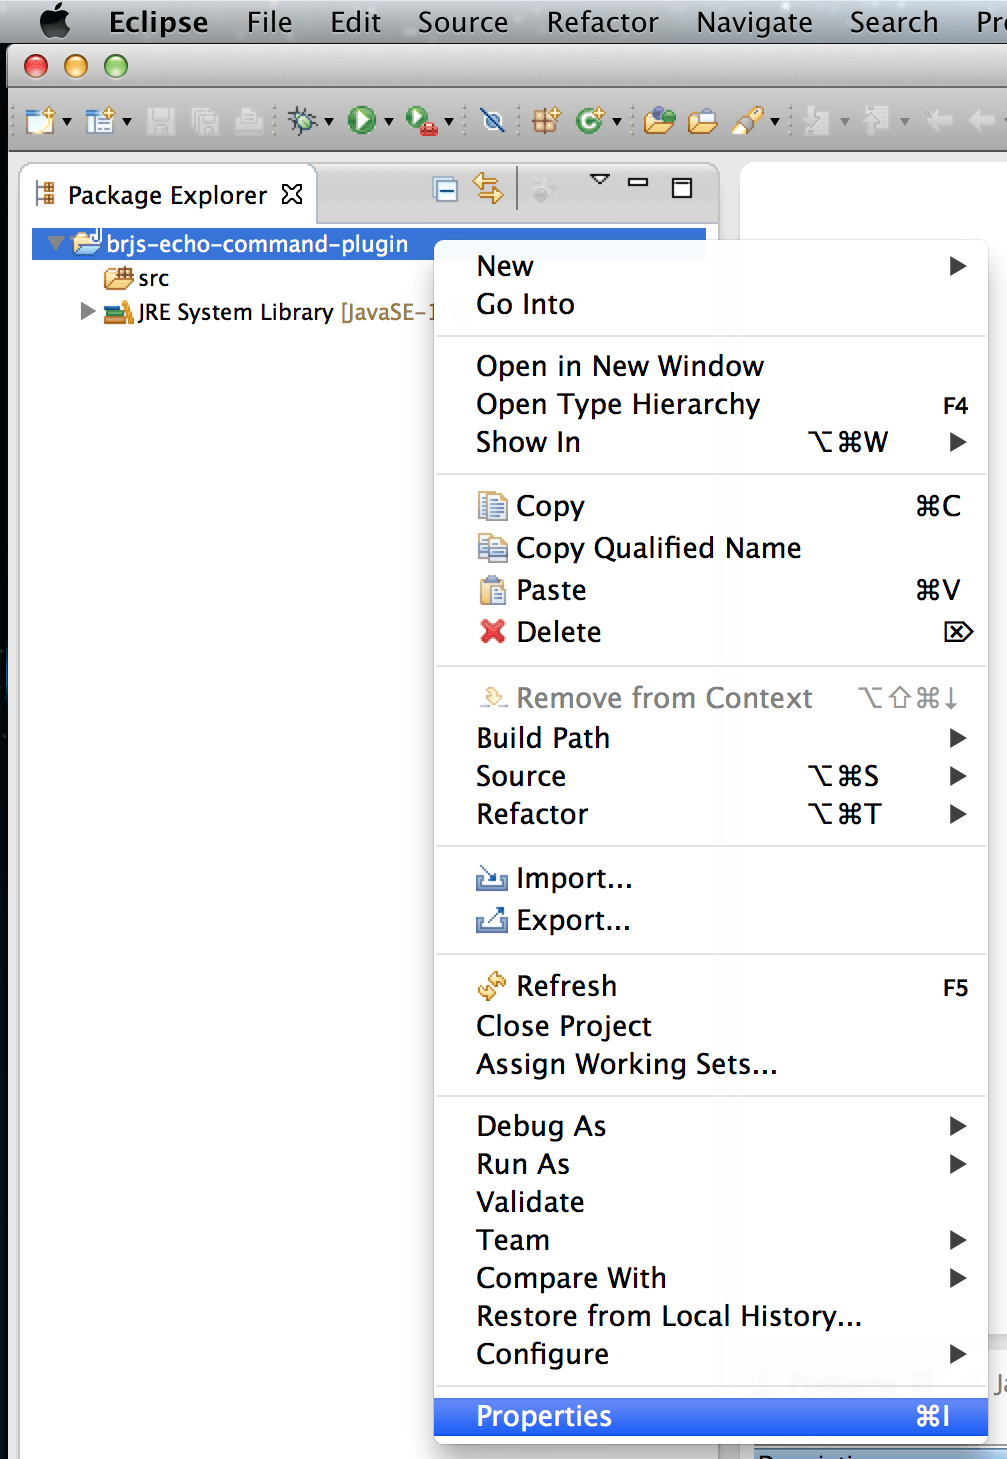 Eclipse File Edit Source Refactor Navigate Search
Package Explorer
brjs-echo-command-plugin
src
JRE System Library [JavaSE-1
New
Go Into
Open in New Window
Open Type Hierarchy F4
Show In ⌥⌘W
Copy ⌘C
Copy Qualified Name
Paste ⌘V
Delete ⌦
Remove from Context ⌥⇧⌘↓
Build Path
Source ⌥⌘S
Refactor ⌥⌘T
Import...
Export...
Refresh F5
Close Project
Assign Working Sets...
Debug As
Run As
Validate
Team
Compare With
Restore from Local History...
Configure
Properties ⌘I